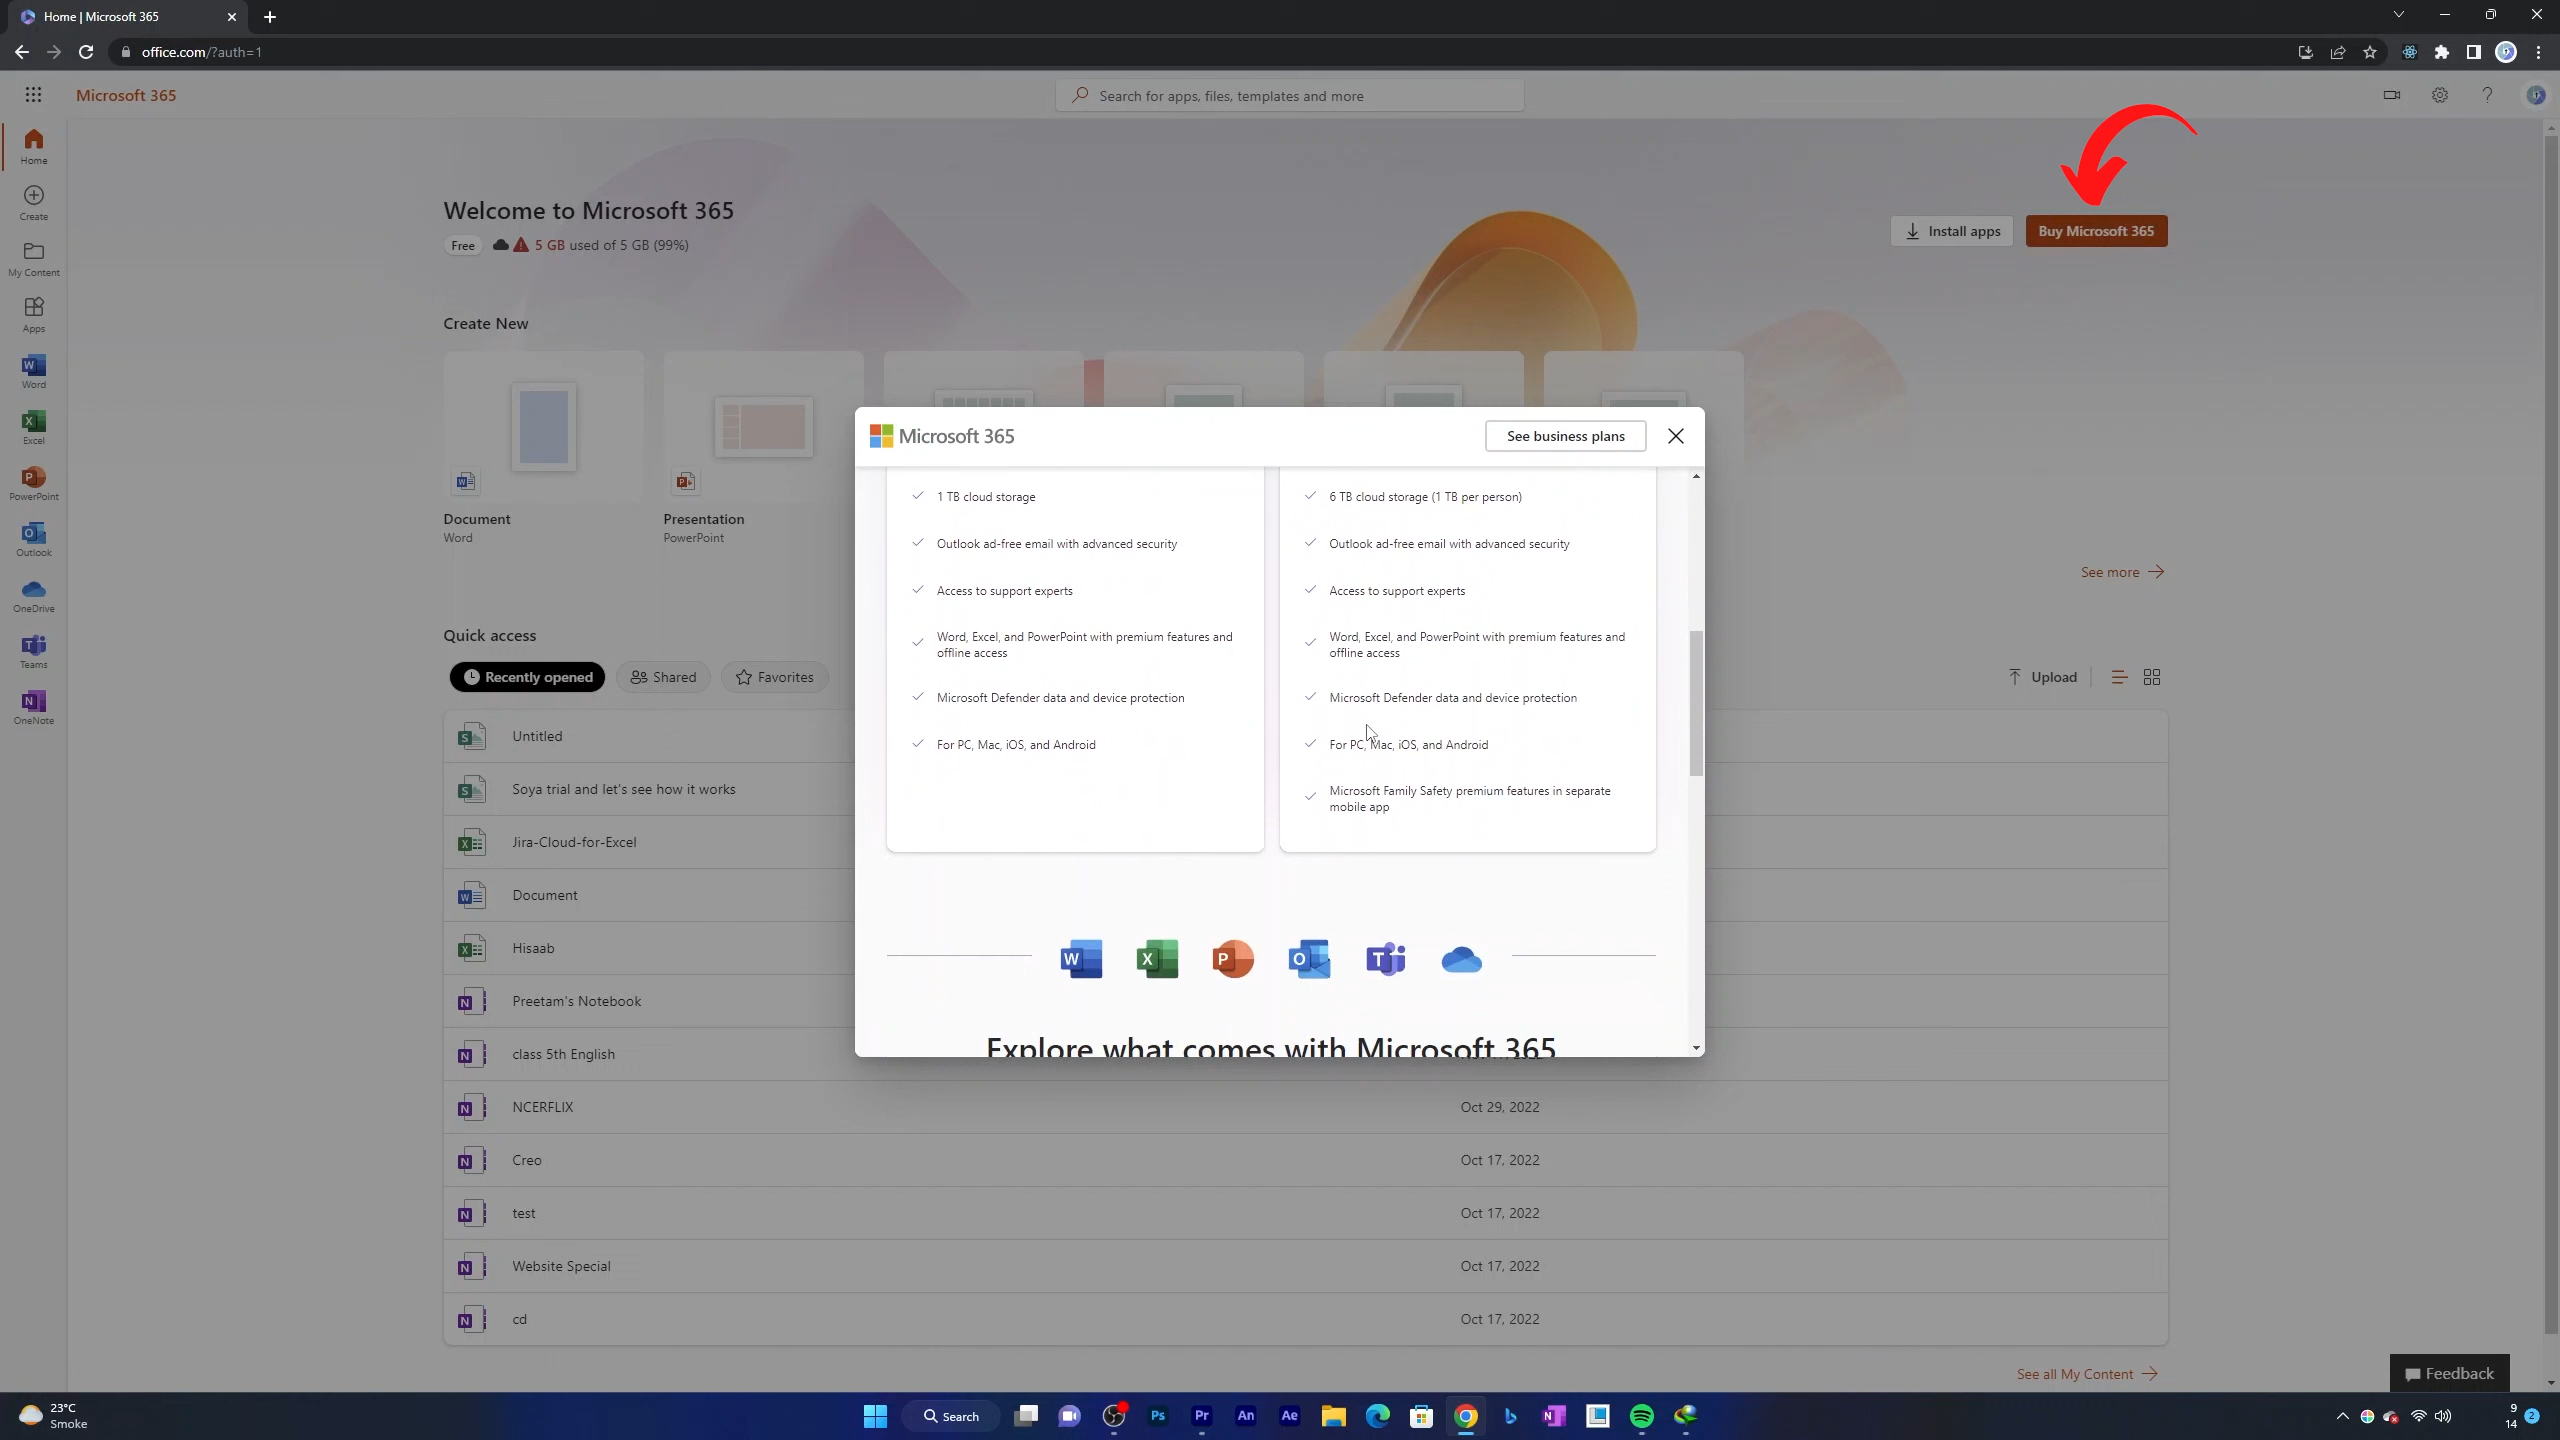 Home | Microsoft 365
office.com/?auth=1
Microsoft 365
Search for apps, files, templates and more
Home
Create
My Content
Apps
Word
Excel
PowerPoint
Outlook
OneDrive
Teams
OneNote
Welcome to Microsoft 365
Free
5 GB used of 5 GB (99%)
Install apps
Buy Microsoft 365
Create New
Document
Word
Presentation
PowerPoint
See more
Quick access
Recently opened
Shared
Favorites
Upload
Untitled
Soya trial and let's see how it works
Jira-Cloud-for-Excel
Document
Hisaab
Preetam's Notebook
class 5th English
NCERFLIX
Oct 29, 2022
Creo
Oct 17, 2022
test
Oct 17, 2022
Website Special
Oct 17, 2022
cd
Oct 17, 2022
See all My Content
Feedback
Microsoft 365
See business plans
1 TB cloud storage
Outlook ad-free email with advanced security
Access to support experts
Word, Excel, and PowerPoint with premium features and
offline access
Microsoft Defender data and device protection
For PC, Mac, iOS, and Android
6 TB cloud storage (1 TB per person)
Outlook ad-free email with advanced security
Access to support experts
Word, Excel, and PowerPoint with premium features and
offline access
Microsoft Defender data and device protection
For PC, Mac, iOS, and Android
Microsoft Family Safety premium features in separate
mobile app
Explore what comes with Microsoft 365
23°C
Smoke
Search
Ps
Pr
An
Ae
9
14
2